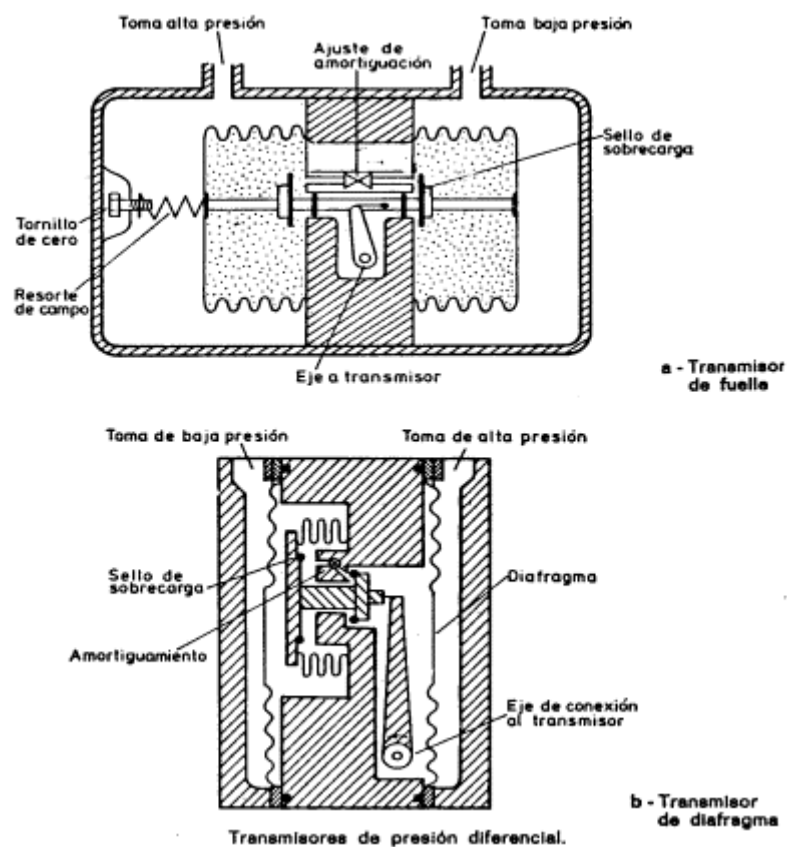 Toma alta presión
Toma baja presión
Ajuste de
amortiguación
Sello de
sobrecarga
Tornillo
de cero
Resorte
de campo
Eje a transmisor
a - Transmisor
de fuelle
Toma de baja presión
Toma de alta presión
Sello de
sobrecarga
Diafragma
Amortiguamiento
Eje de conexión
al transmisor
b - Transmisor
de diafragma
Transmisores de presión diferencial.